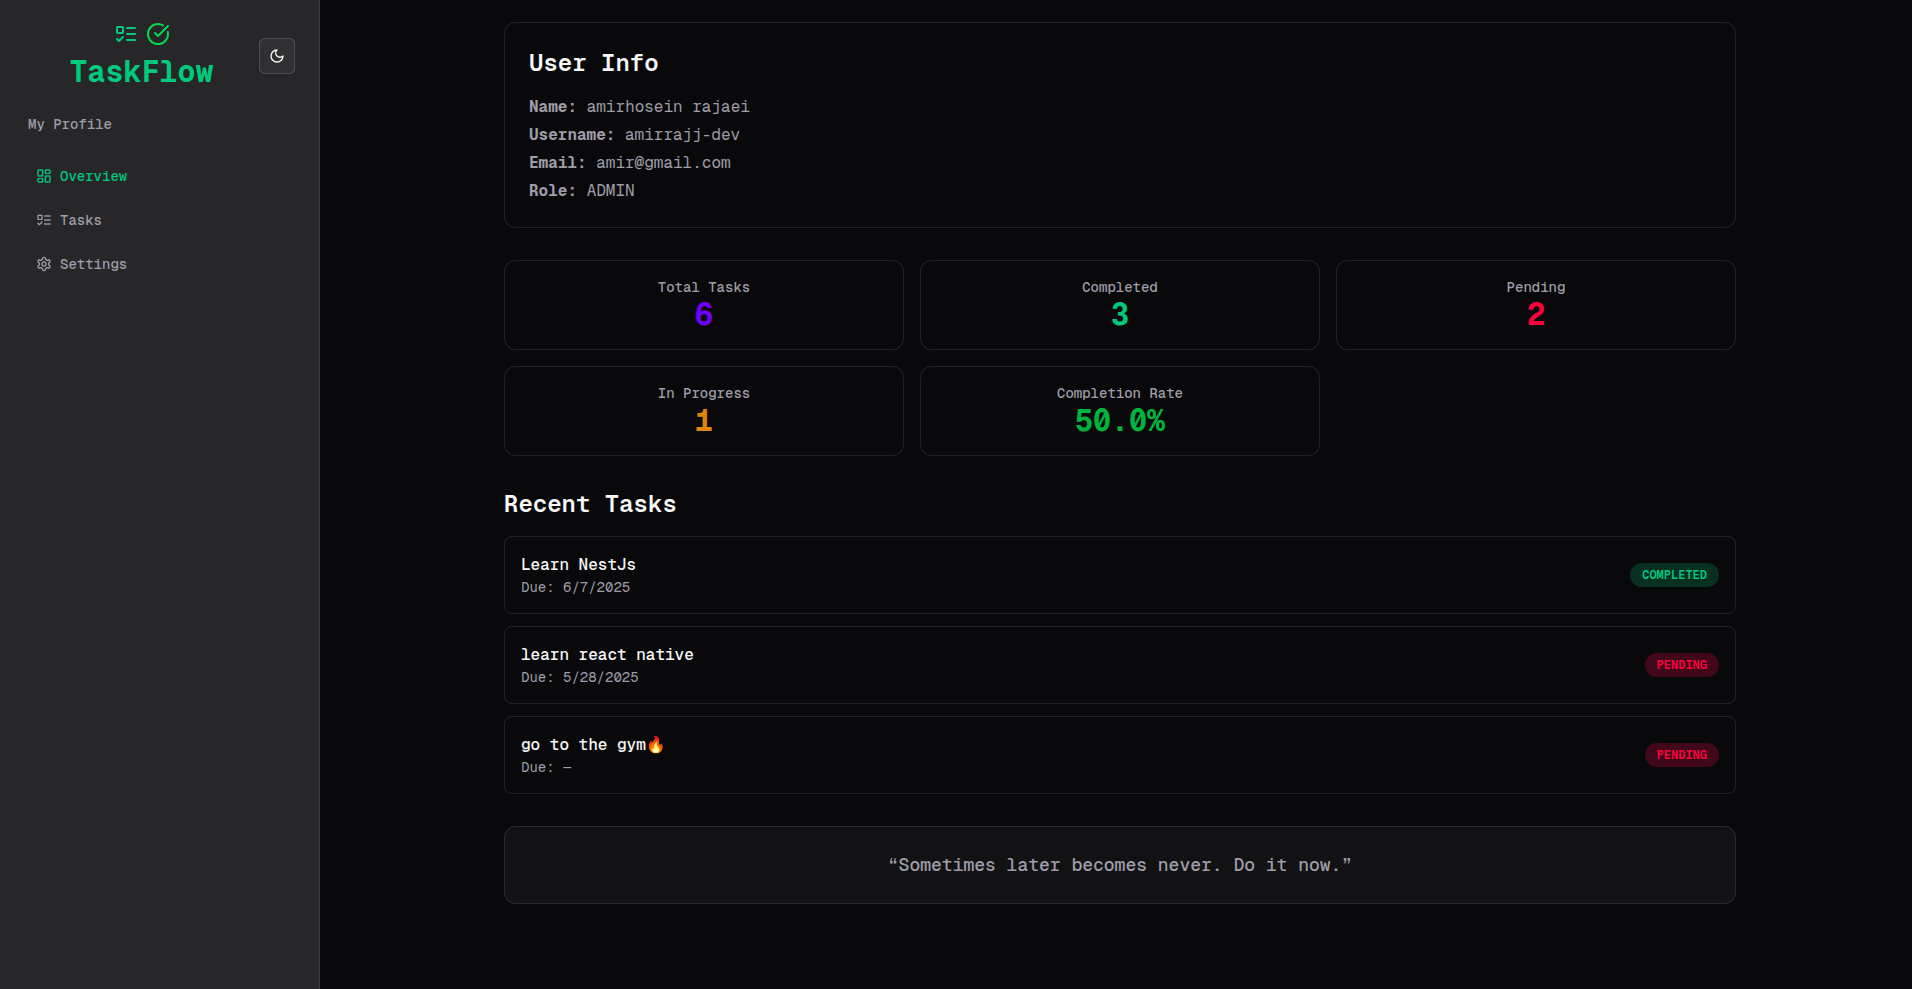 TaskFlow
My Profile
Overview
Tasks
Settings
User Info
Name: amirhosein rajaei
Username: amirrajj-dev
Email: amir@gmail.com
Role: ADMIN
Total Tasks
6
Completed
3
Pending
2
In Progress
1
Completion Rate
50.0%
Recent Tasks
Learn NestJs
Due: 6/7/2025
COMPLETED
learn react native
Due: 5/28/2025
PENDING
go to the gym🔥
Due: —
PENDING
“Sometimes later becomes never. Do it now.”